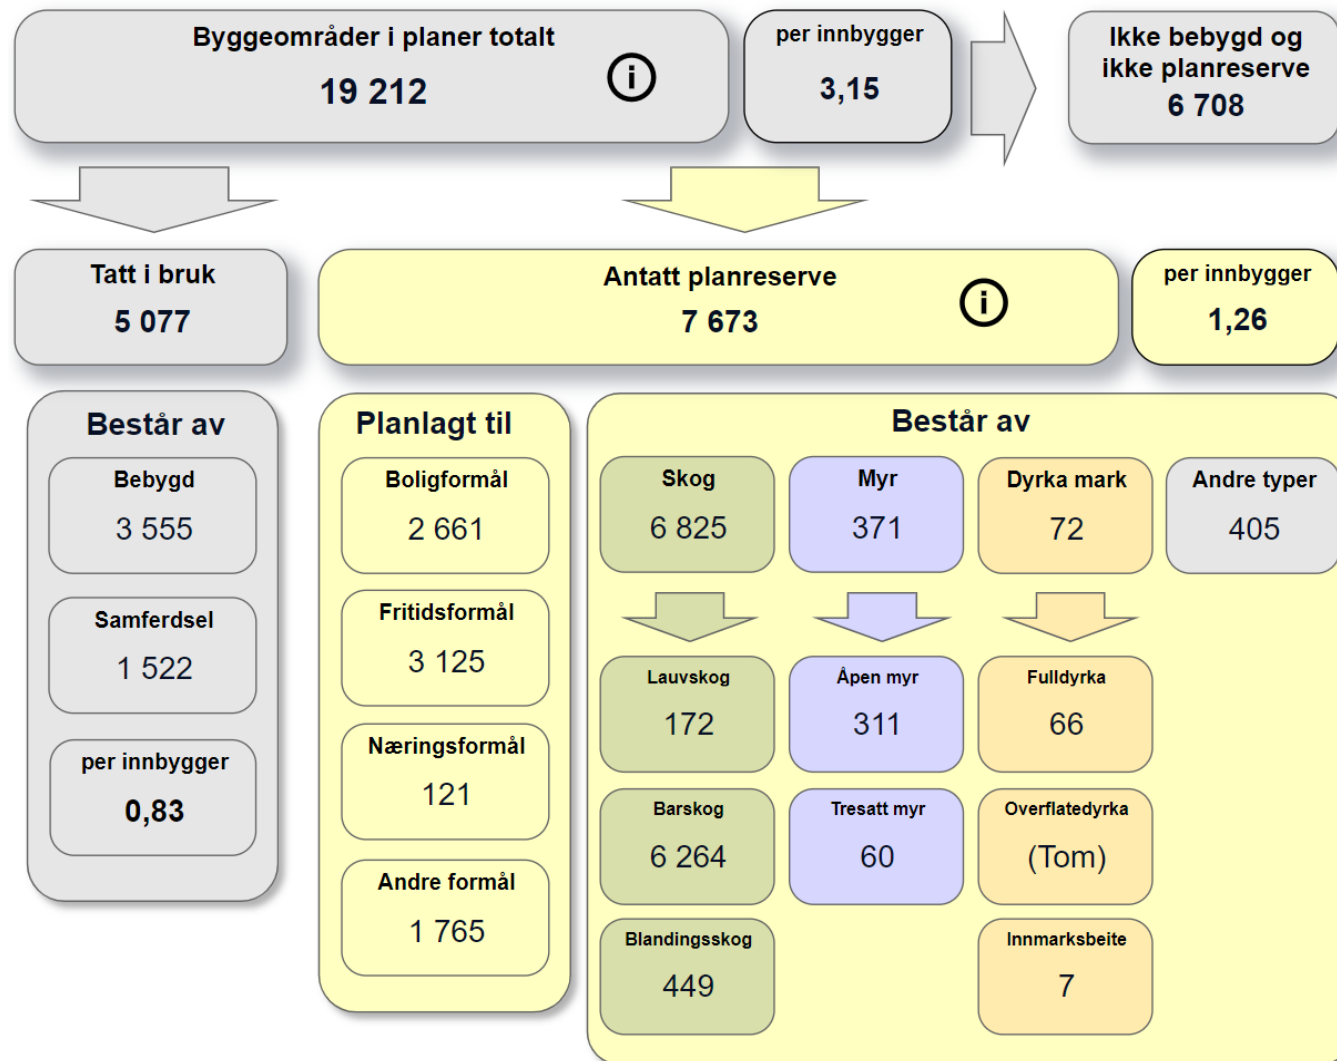 Byggeområder i planer totalt
19 212
i
per innbygger
3,15
Ikke bebygd og
ikke planreserve
6 708
Tatt i bruk
5 077
Antatt planreserve
7 673
i
per innbygger
1,26
Består av
Bebygd
3 555
Samferdsel
1 522
per innbygger
0,83
Planlagt til
Boligformål
2 661
Fritidsformål
3 125
Næringsformål
121
Andre formål
1 765
Består av
Skog
6 825
Myr
371
Dyrka mark
72
Andre typer
405
Lauvskog
172
Åpen myr
311
Fulldyrka
66
Barskog
6 264
Tresatt myr
60
Overflatedyrka
(Tom)
Blandingsskog
449
Innmarksbeite
7